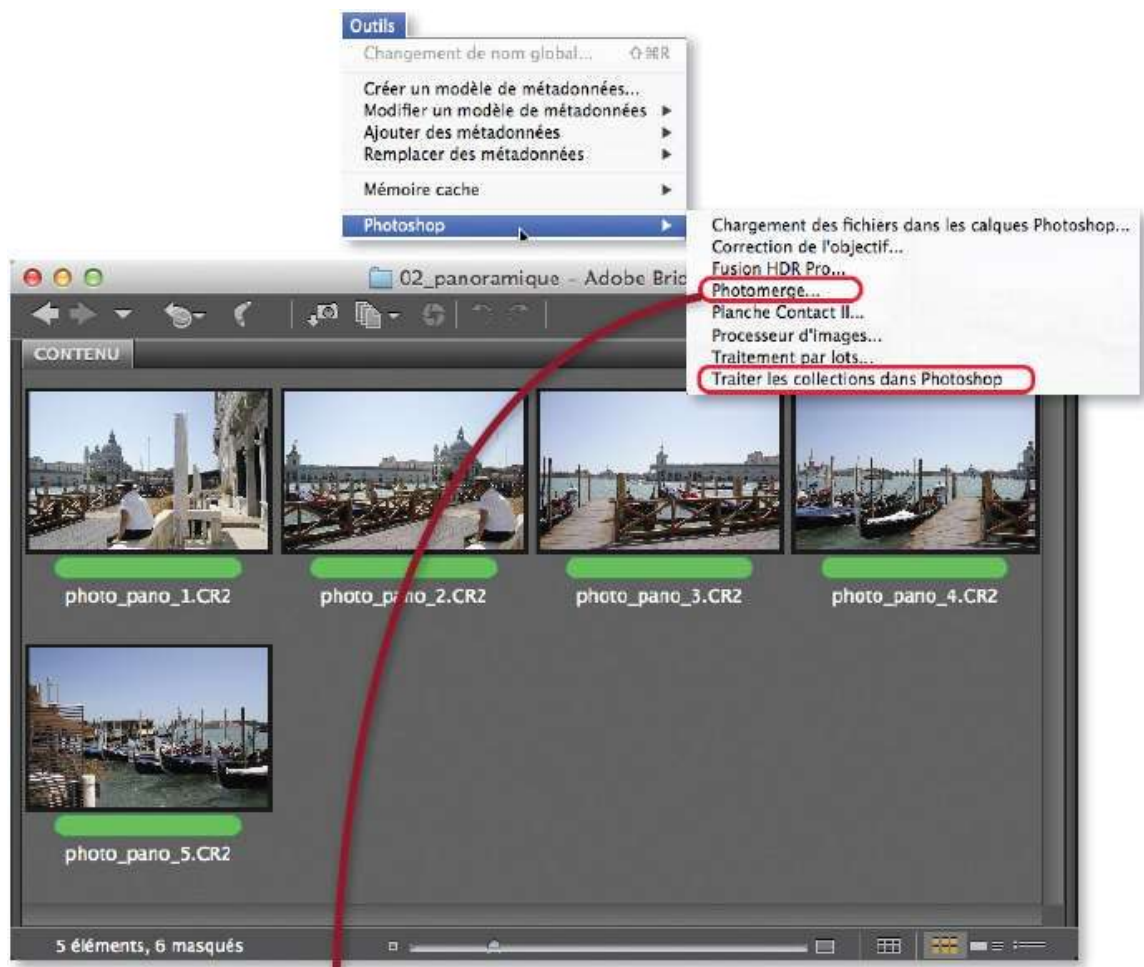 Outils
Changement de nom global... ⇧⌘R
Créer un modèle de métadonnées...
Modifier un modèle de métadonnées
Ajouter des métadonnées
Remplacer des métadonnées
Mémoire cache
Photoshop
Chargement des fichiers dans les calques Photoshop...
Correction de l'objectif...
Fusion HDR Pro...
Photomerge...
Planche Contact II...
Processeur d'images...
Traitement par lots...
Traiter les collections dans Photoshop
02_panoramique - Adobe Brid
CONTENU
photo_pano_1.CR2 photo_pano_2.CR2 photo_pano_3.CR2 photo_pano_4.CR2
photo_pano_5.CR2
5 éléments, 6 masqués